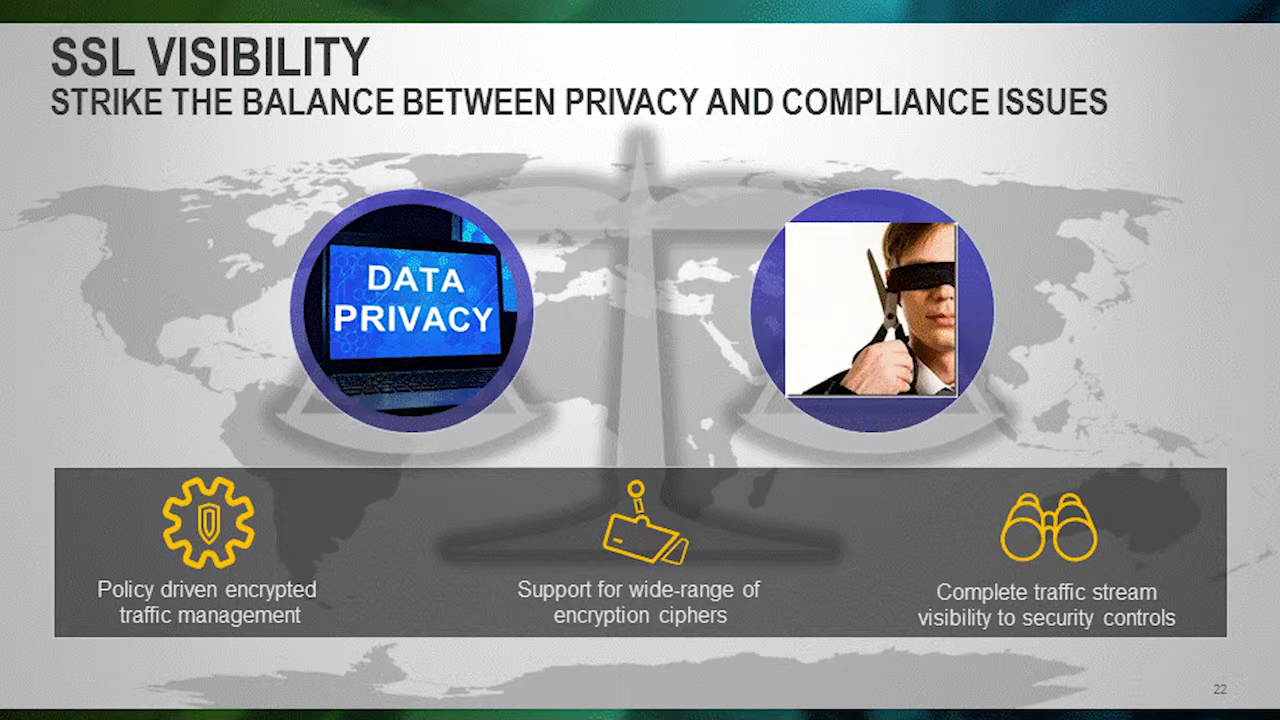 SSL VISIBILITY
STRIKE THE BALANCE BETWEEN PRIVACY AND COMPLIANCE ISSUES
DATA
PRIVACY
Policy driven encrypted
traffic management
Support for wide-range of
encryption ciphers
Complete traffic stream
visibility to security controls
22